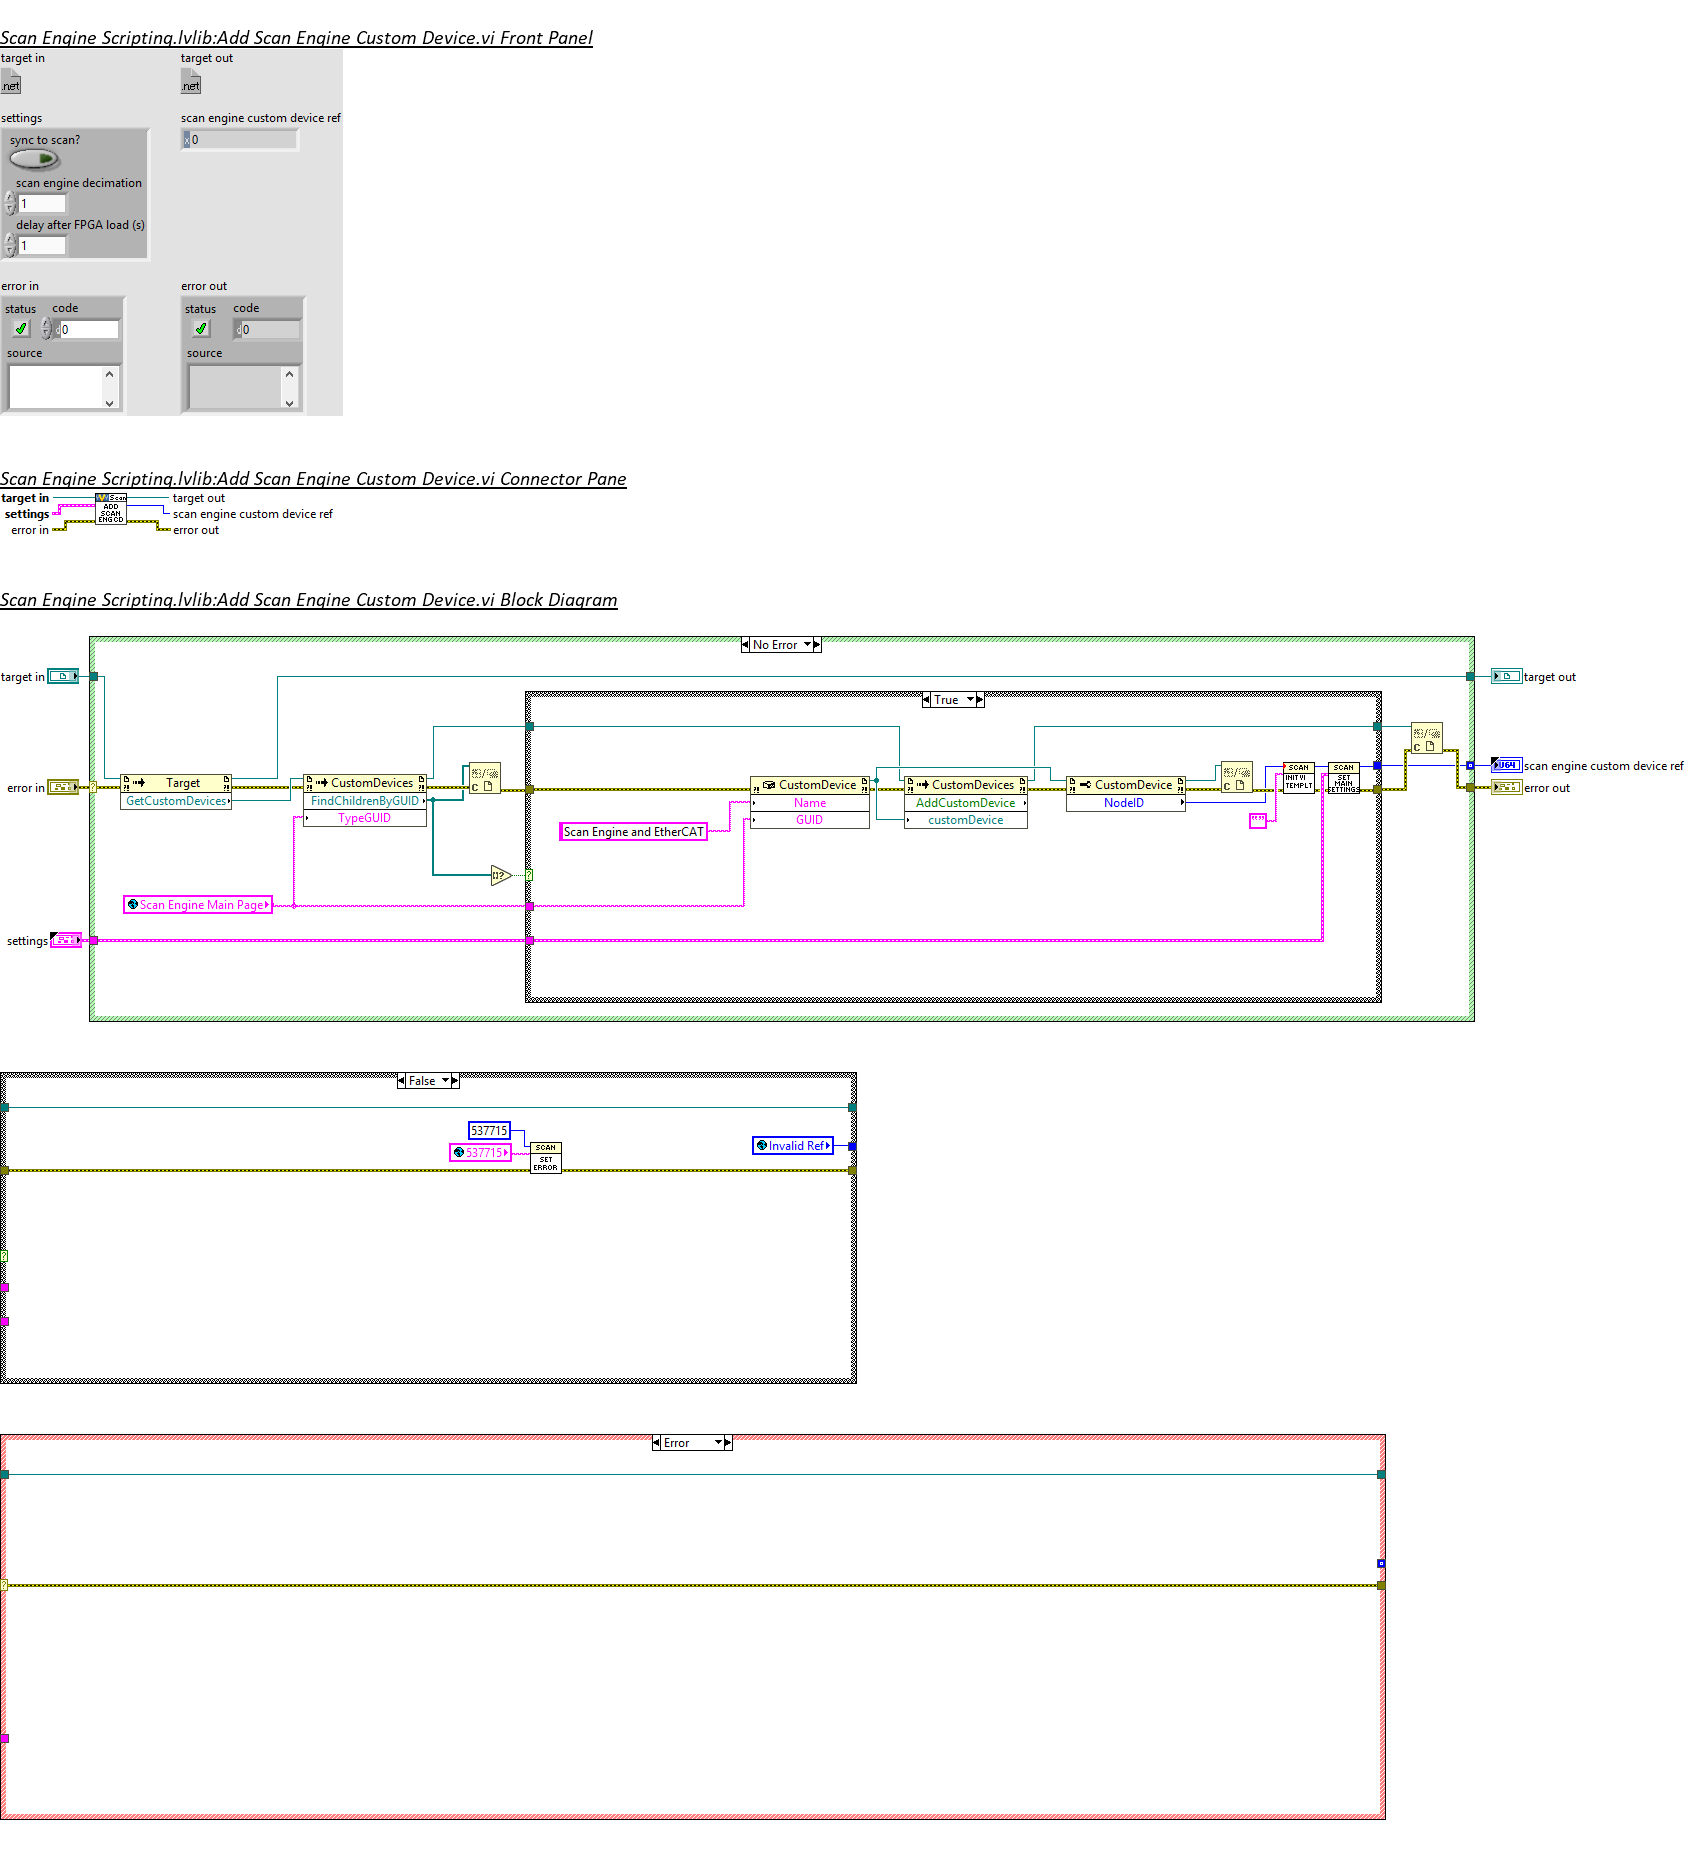 Scan Engine Scripting.lvlib:Add Scan Engine Custom Device.vi Front Panel
target in
target out
.net
.net
settings
scan engine custom device ref
sync to scan?
x 0
scan engine decimation
1
delay after FPGA load (s)
1
error in
error out
status code
status code
d 0
d 0
source
source
Scan Engine Scripting.lvlib:Add Scan Engine Custom Device.vi Connector Pane
target in
target out
settings
scan engine custom device ref
error in
error out
Scan
ADD
SCAN
ENG CD
Scan Engine Scripting.lvlib:Add Scan Engine Custom Device.vi Block Diagram
No Error
target in
target out
True
error in
Target
GetCustomDevices
CustomDevices
FindChildrenByGUID
TypeGUID
C
CustomDevice
Name
GUID
Scan Engine and EtherCAT
CustomDevices
AddCustomDevice
customDevice
CustomDevice
NodeID
C
SCAN
INIT VI
TEMPLT
SCAN
SET
MAIN
SETTINGS
C
U64
scan engine custom device ref
error out
""
[]?
?
Scan Engine Main Page
settings
False
537715
537715
SCAN
SET
ERROR
Invalid Ref
?
Error
?